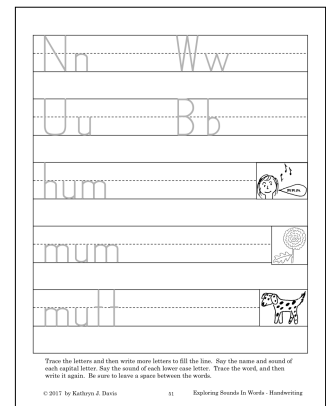 Nn Ww
Uu Bb
hum
mmm
mum
mutt
Trace the letters and then write more letters to fill the line. Say the name and sound of
each capital letter. Say the sound of each lower case letter. Trace the word, and then
write it again. Be sure to leave a space between the words.
© 2017 by Kathryn J. Davis 51 Exploring Sounds In Words - Handwriting